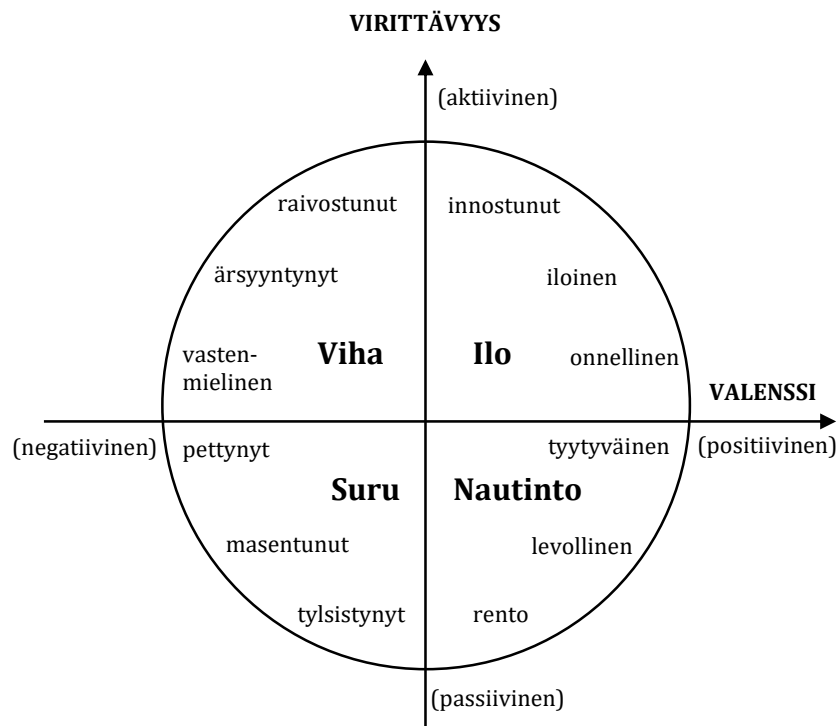 VIRITTÄVYYS
(aktiivinen)
raivostunut
innostunut
ärsyyntynyt
iloinen
vasten-
mielinen
Viha
Ilo
onnellinen
VALENSSI
(negatiivinen)
pettynyt
tyytyväinen
(positiivinen)
Suru
Nautinto
masentunut
levollinen
tylsistynyt
rento
(passiivinen)